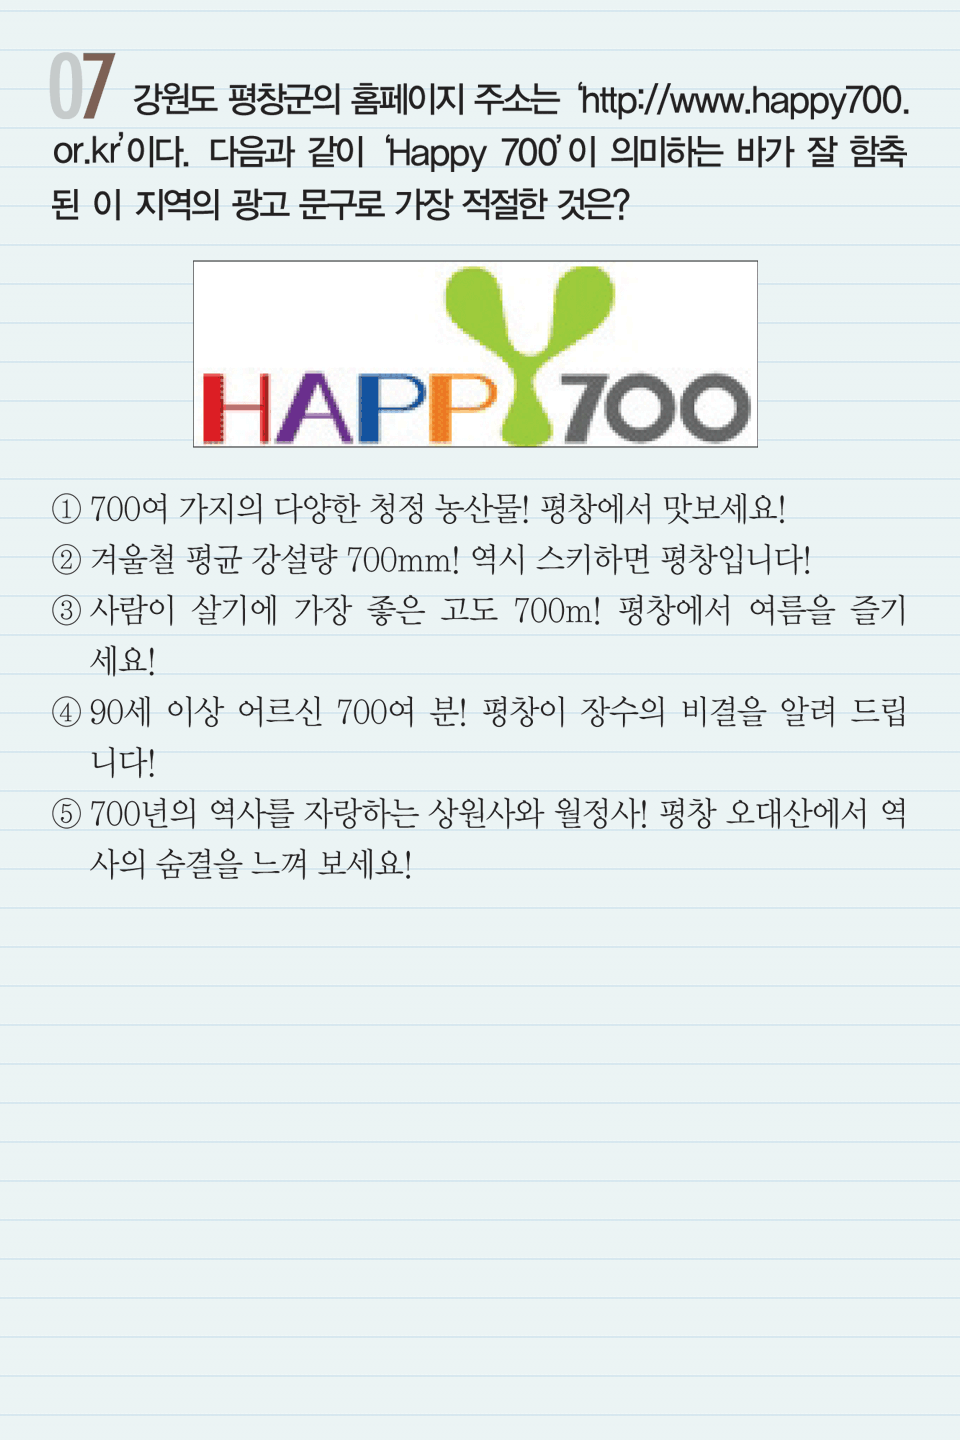 07 강원도 평창군의 홈페이지 주소는 ‘http://www.happy700.
or.kr’이다. 다음과 같이 ‘Happy 700’이 의미하는 바가 잘 함축
된 이 지역의 광고 문구로 가장 적절한 것은?
HAPPY700
① 700여 가지의 다양한 청정 농산물! 평창에서 맛보세요!
② 겨울철 평균 강설량 700mm! 역시 스키하면 평창입니다!
③ 사람이 살기에 가장 좋은 고도 700m! 평창에서 여름을 즐기
세요!
④ 90세 이상 어르신 700여 분! 평창이 장수의 비결을 알려 드립
니다!
⑤ 700년의 역사를 자랑하는 상원사와 월정사! 평창 오대산에서 역
사의 숨결을 느껴 보세요!